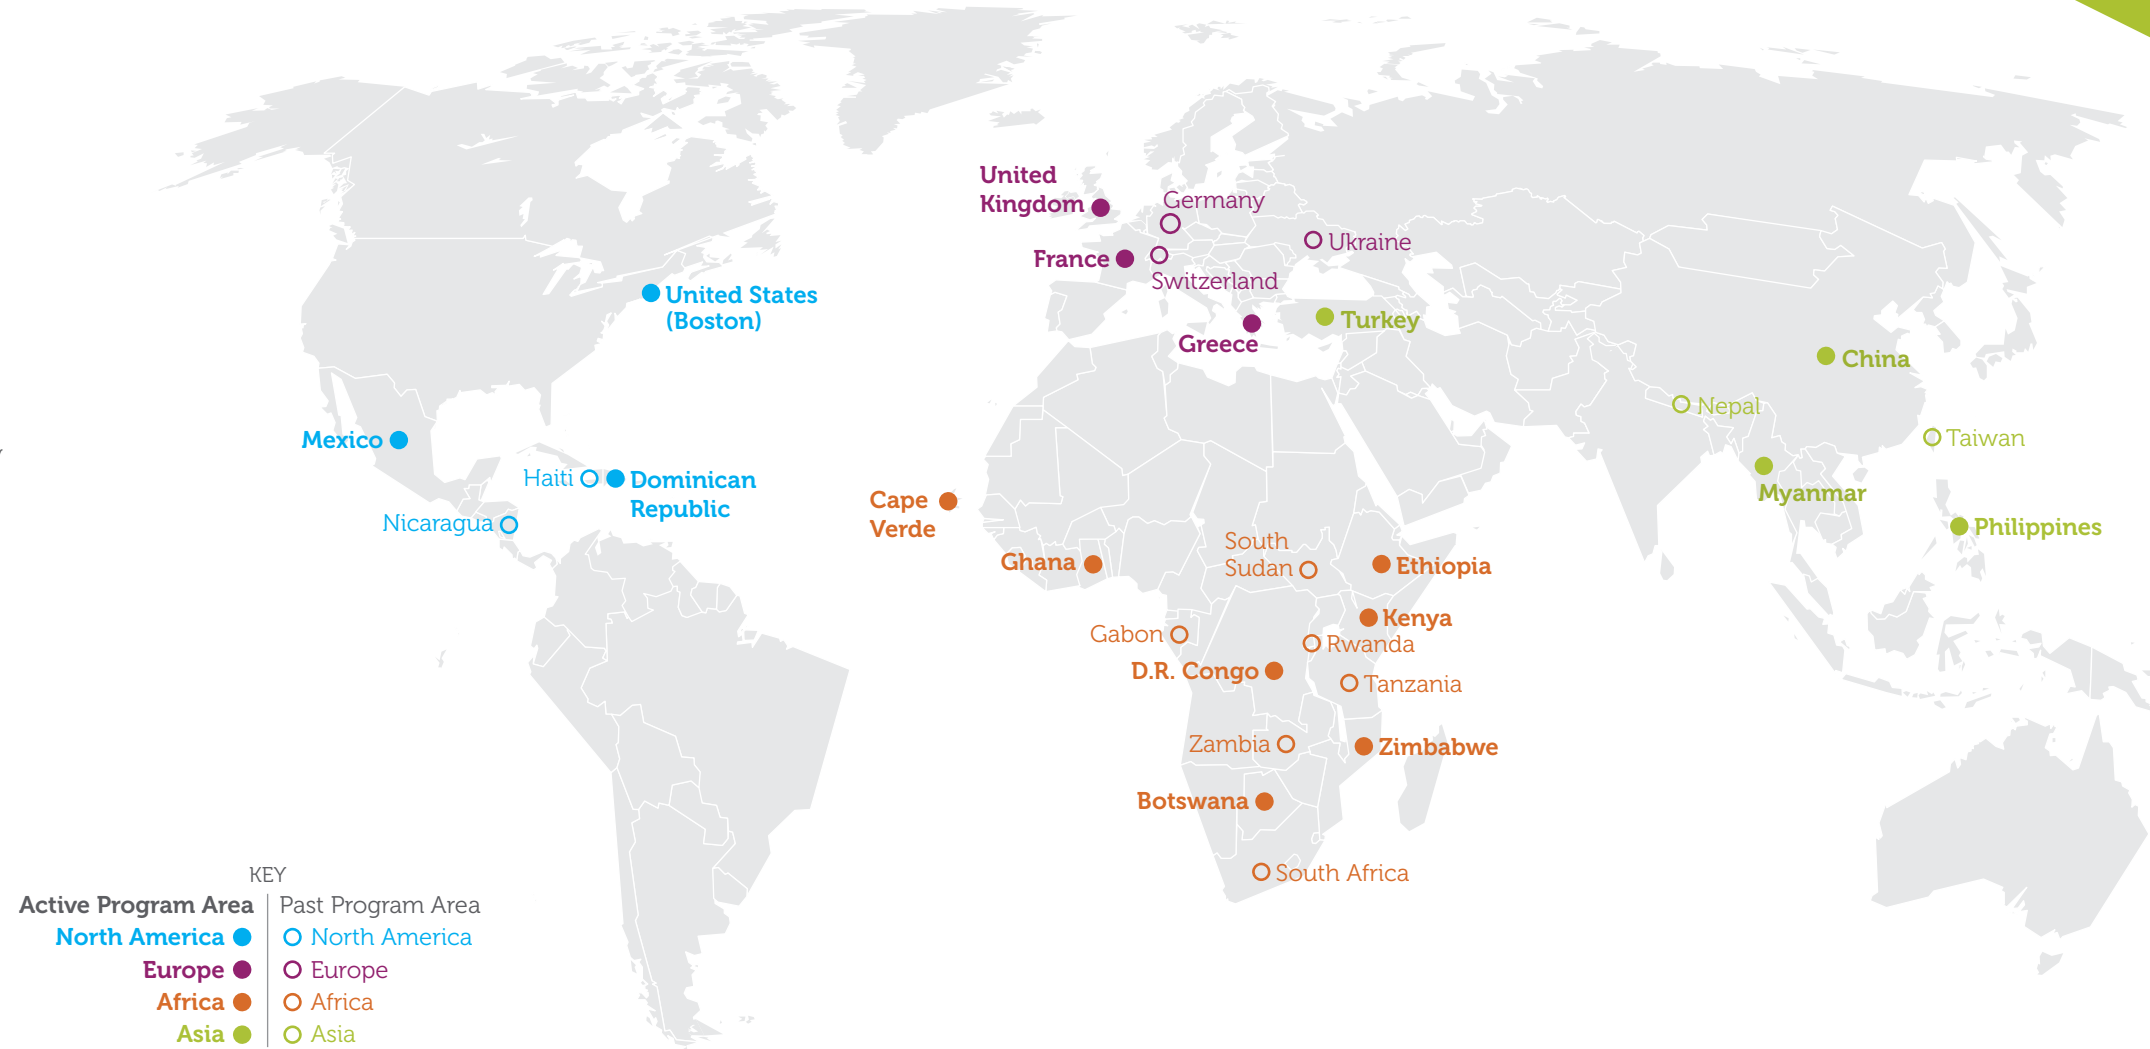 United
Kingdom
Germany
Ukraine
France
Switzerland
United States
(Boston)
Turkey
Greece
China
Nepal
Mexico
Taiwan
Haiti
Dominican
Republic
Myanmar
Cape
Verde
Nicaragua
Philippines
South
Sudan
Ghana
Ethiopia
Kenya
Gabon
Rwanda
D.R. Congo
Tanzania
Zambia
Zimbabwe
Botswana
South Africa
KEY
Active Program Area
Past Program Area
North America
North America
Europe
Europe
Africa
Africa
Asia
Asia